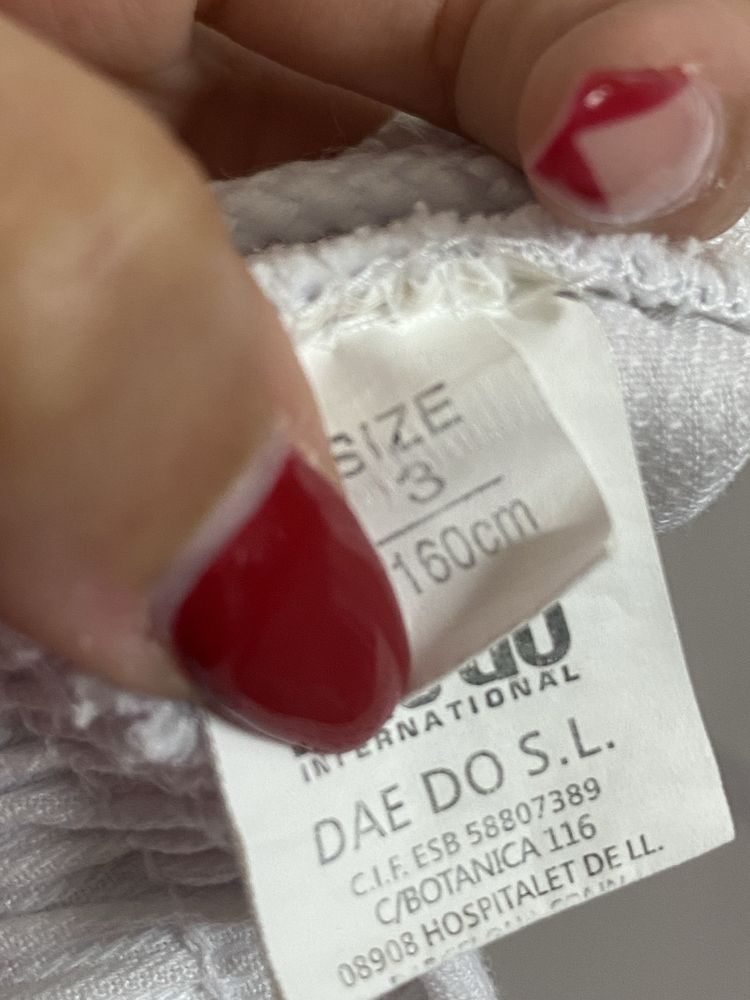 SIZE
3
160cm
INTERNATIONAL
DAE DO S.L.
C.I.F. ESB 58807389
C/BOTANICA 116
08908 HOSPITALET DE LL.